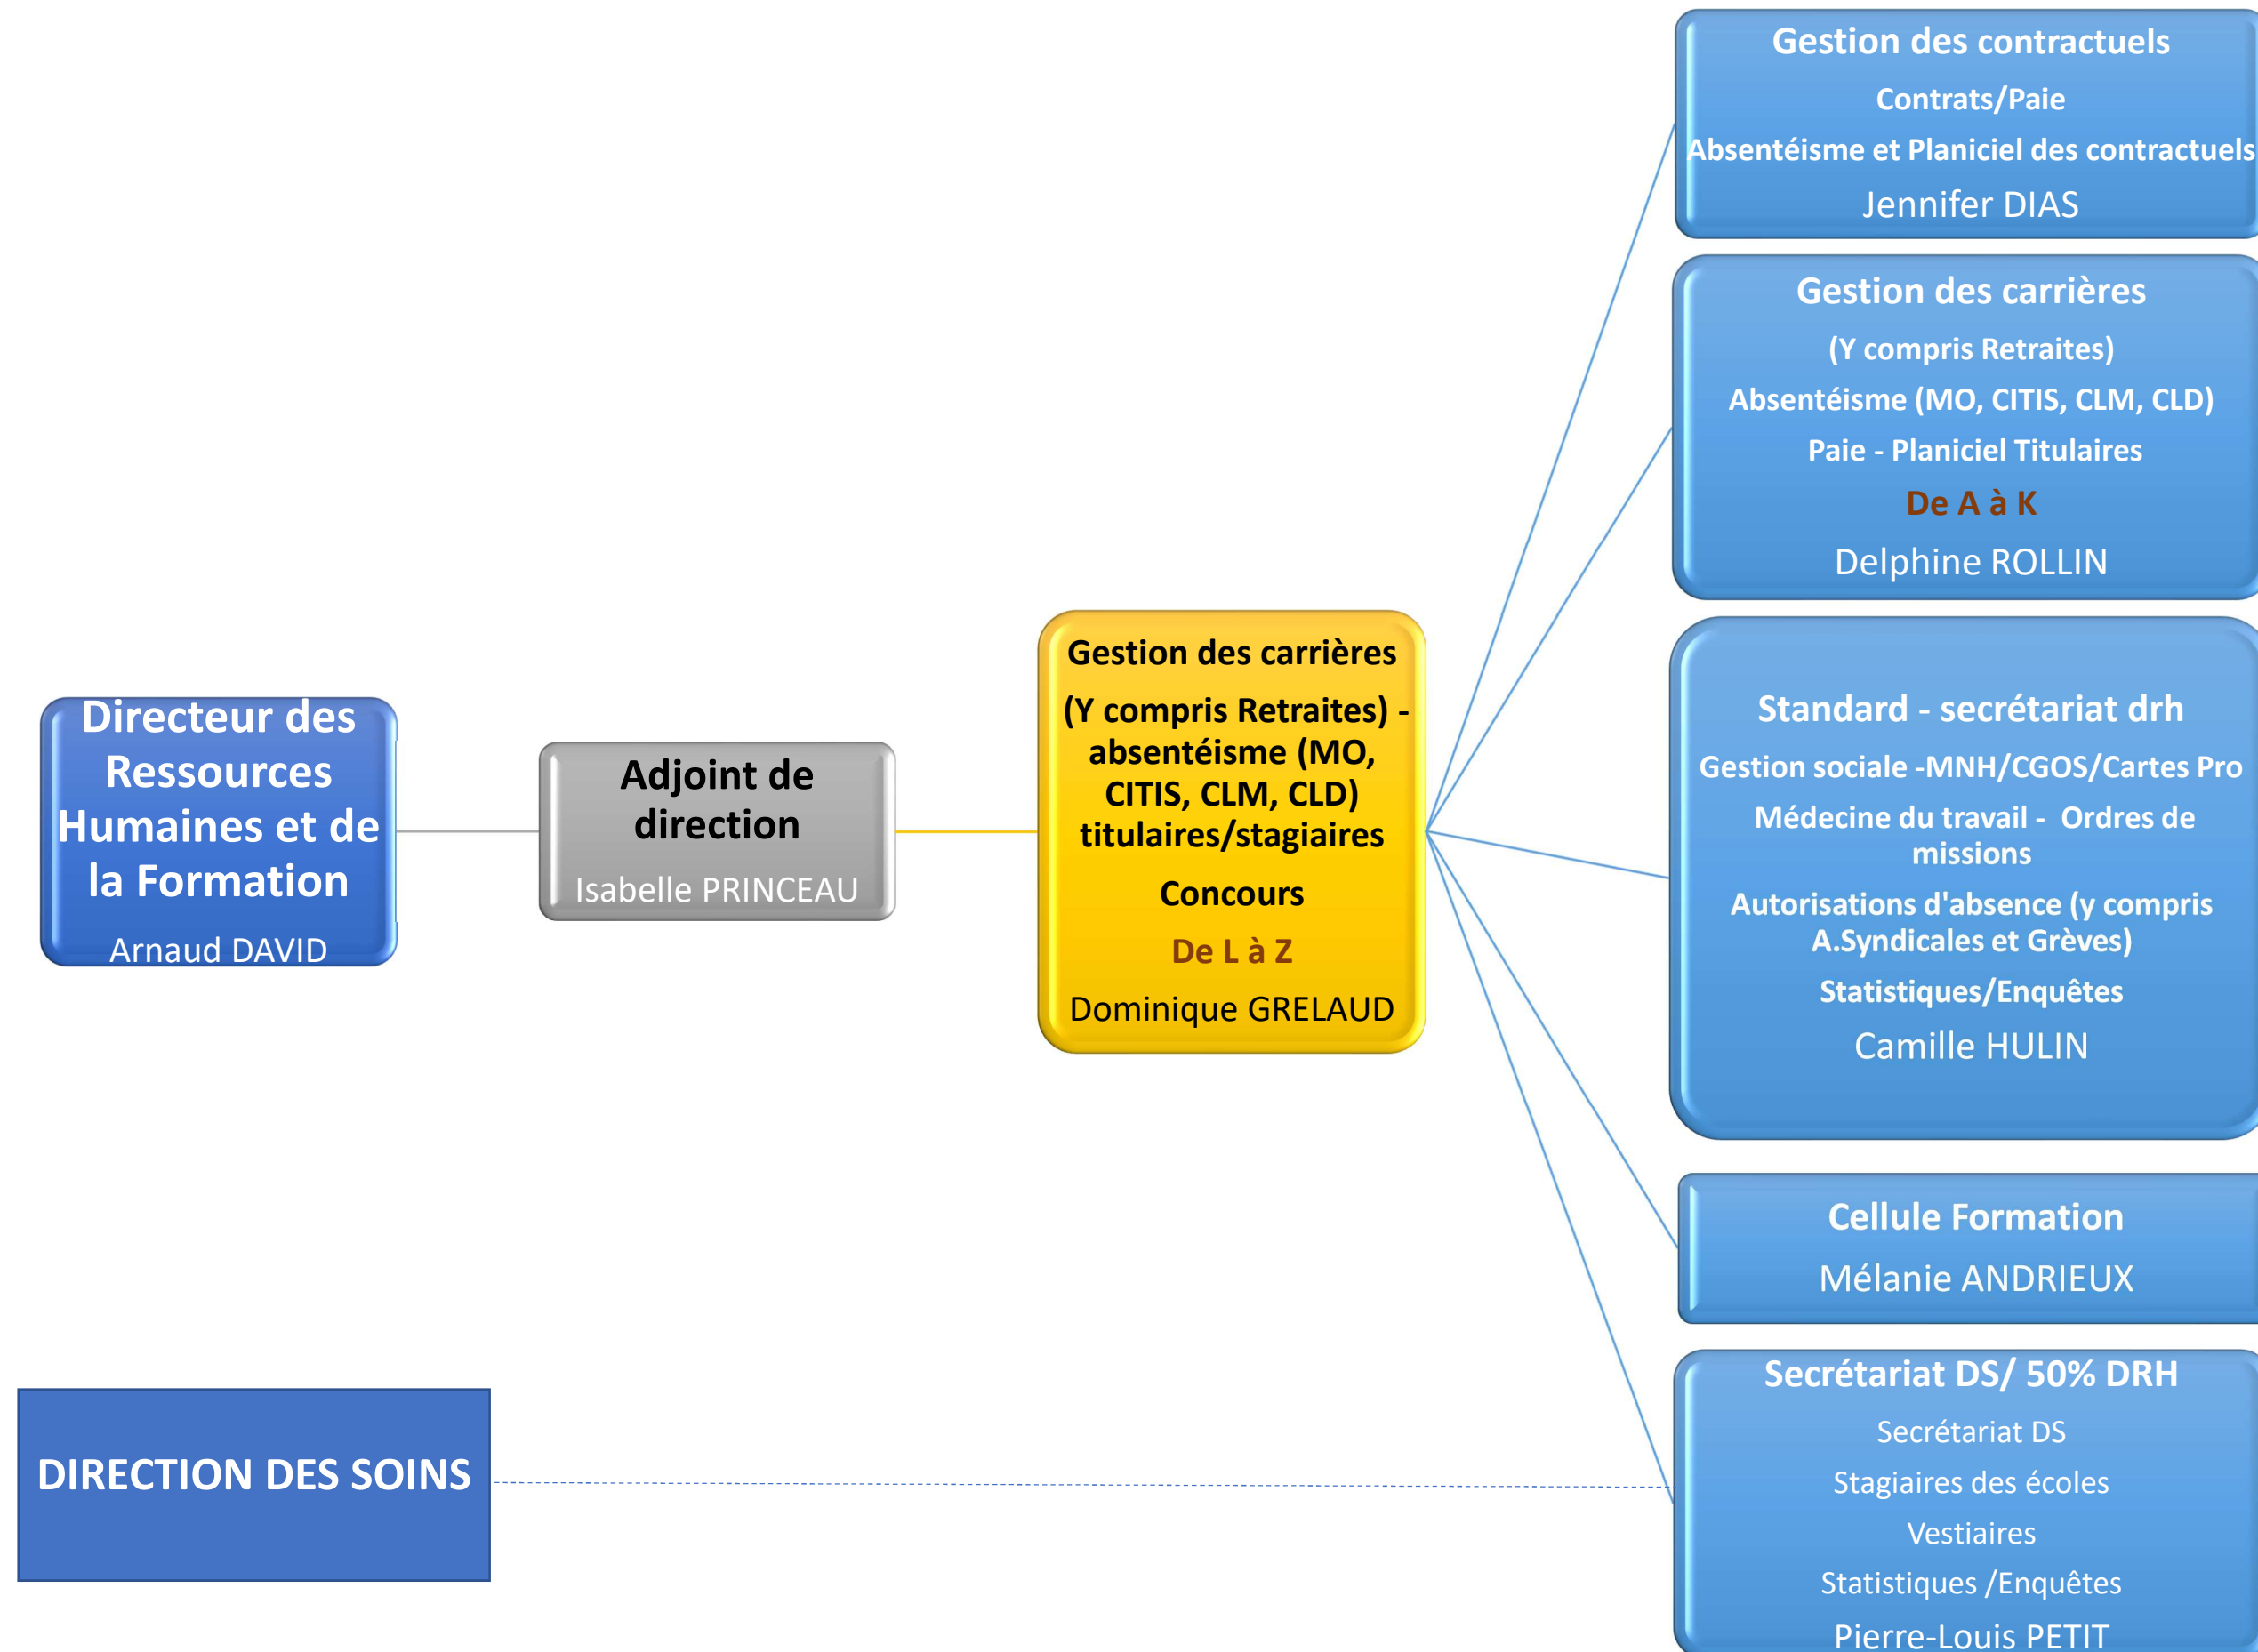 Directeur des
Ressources
Humaines et de
la Formation
Arnaud DAVID
Adjoint de
direction
Isabelle PRINCEAU
Gestion des carrières
(Y compris Retraites) -
absentéisme (MO,
CITIS, CLM, CLD)
titulaires/stagiaires
Concours
De L à Z
Dominique GRELAUD
Gestion des contractuels
Contrats/Paie
Absentéisme et Planiciel des contractuels
Jennifer DIAS
Gestion des carrières
(Y compris Retraites)
Absentéisme (MO, CITIS, CLM, CLD)
Paie - Planiciel Titulaires
De A à K
Delphine ROLLIN
Standard - secrétariat drh
Gestion sociale -MNH/CGOS/Cartes Pro
Médecine du travail -  Ordres de
missions
Autorisations d'absence (y compris
A.Syndicales et Grèves)
Statistiques/Enquêtes
Camille HULIN
Cellule Formation
Mélanie ANDRIEUX
Secrétariat DS/ 50% DRH
Secrétariat DS
Stagiaires des écoles
Vestiaires
Statistiques /Enquêtes
Pierre-Louis PETIT
DIRECTION DES SOINS